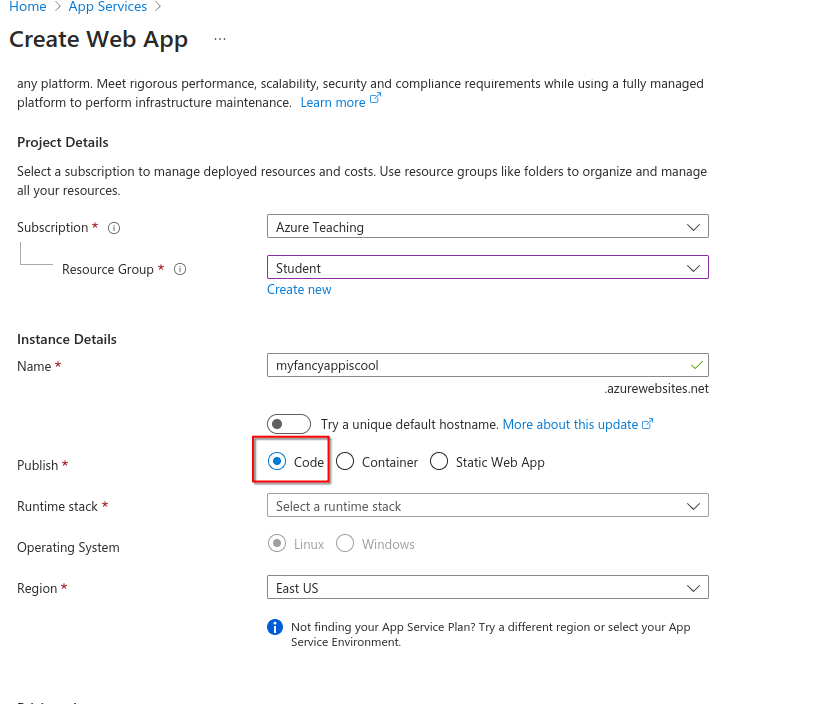 Home > App Services >
Create Web App ...
any platform. Meet rigorous performance, scalability, security and compliance requirements while using a fully managed
platform to perform infrastructure maintenance. Learn more
Project Details
Select a subscription to manage deployed resources and costs. Use resource groups like folders to organize and manage
all your resources.
Subscription *
Azure Teaching
Resource Group *
Student
Create new
Instance Details
Name *
myfancyappiscool
.azurewebsites.net
Try a unique default hostname. More about this update
Publish *
Code Container Static Web App
Runtime stack *
Select a runtime stack
Operating System
Linux Windows
Region *
East US
Not finding your App Service Plan? Try a different region or select your App
Service Environment.